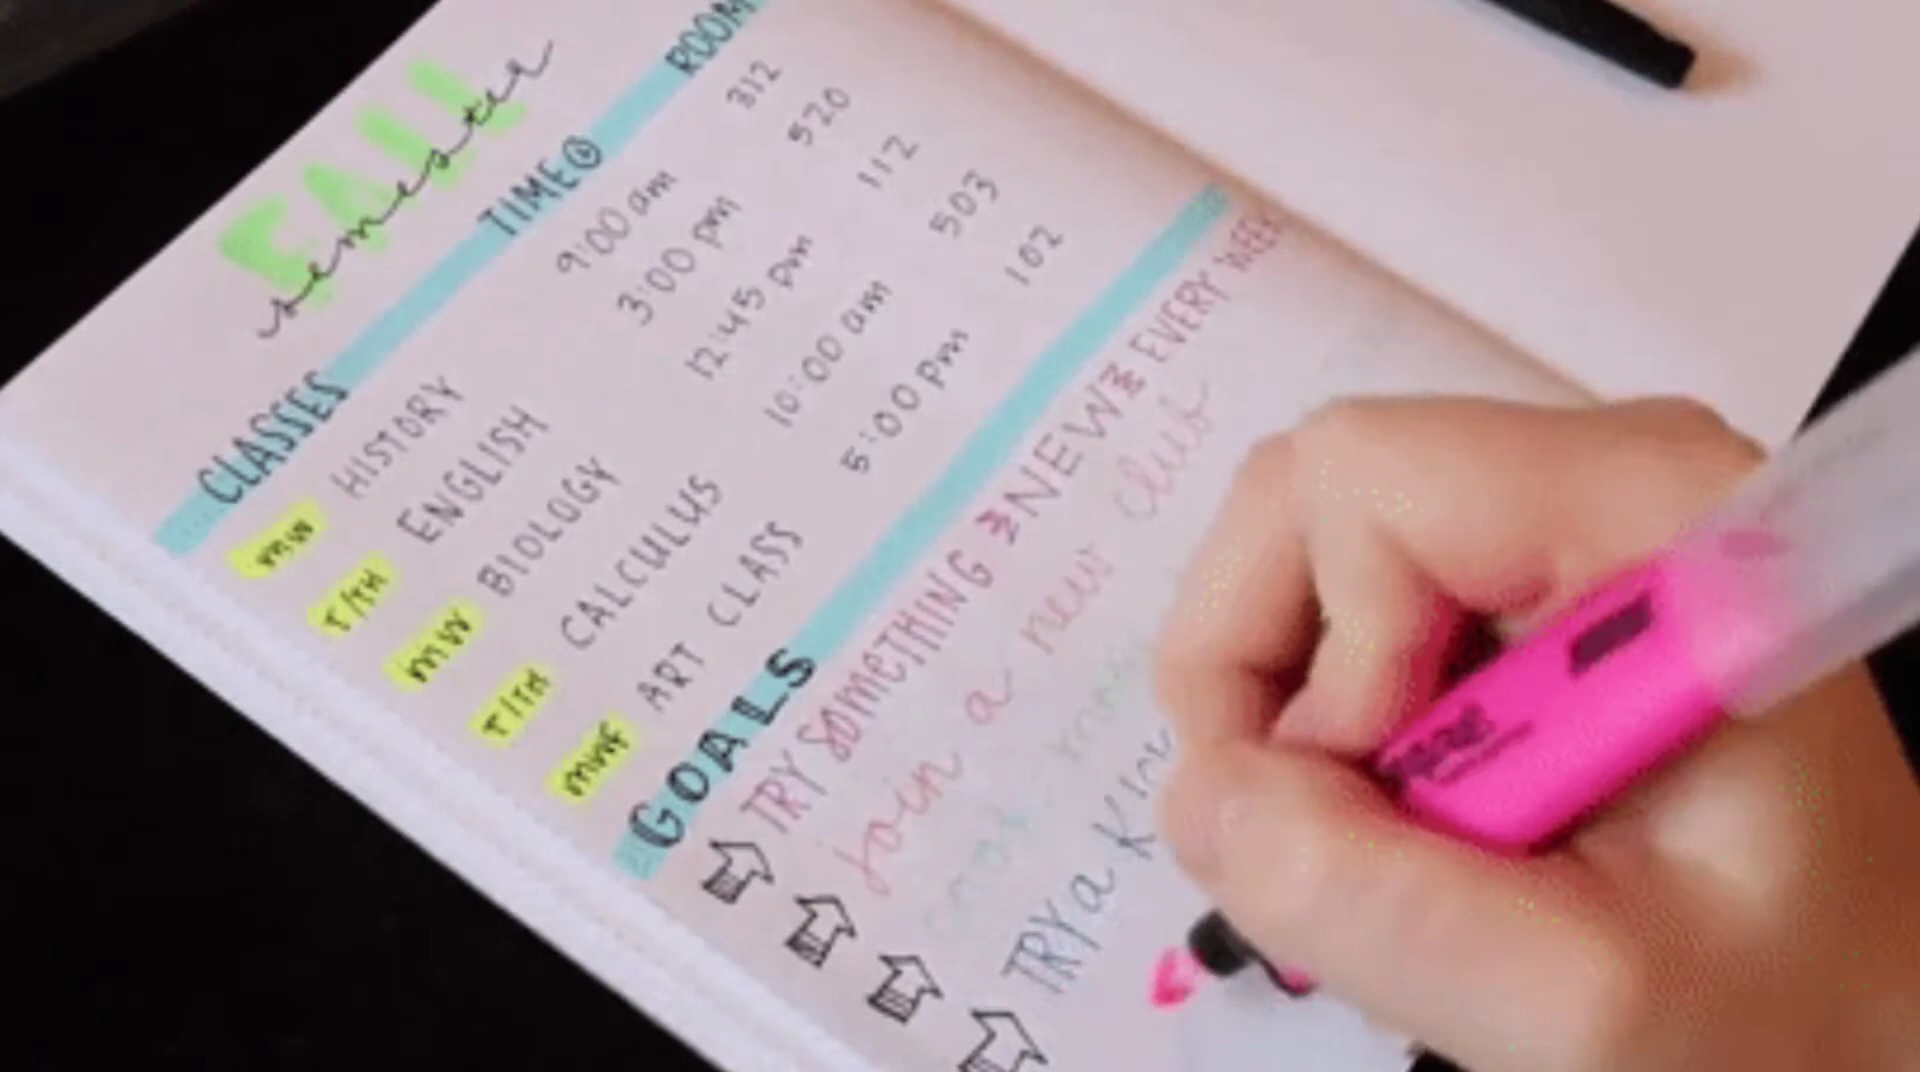 FALL
semester
CLASSES TIME ROOM
MW HISTORY 9:00 am 312
T/TH ENGLISH 3:00 pm 520
MW BIOLOGY 12:45 pm 112
T/TH CALCULUS 10:00 am 503
MWF ART CLASS 5:00 pm 102
GOALS
TRY SOMETHING NEW EVERY WEEK
join a new club
TRY a